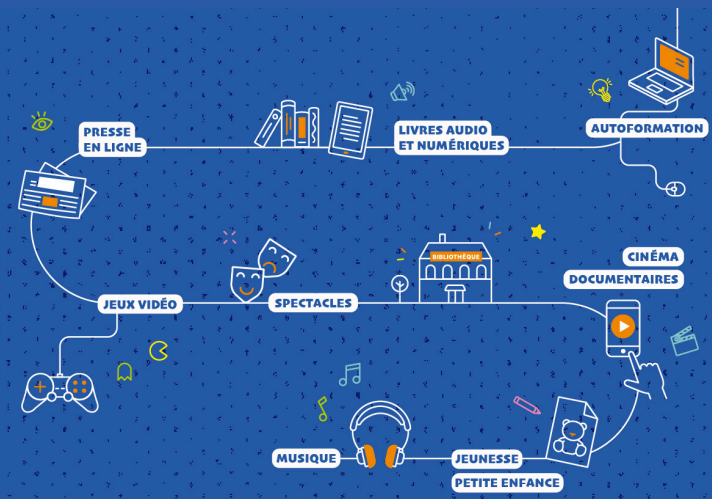 PRESSE
EN LIGNE
LIVRES AUDIO
ET NUMÉRIQUES
AUTOFORMATION
BIBLIOTHÈQUE
CINÉMA
DOCUMENTAIRES
JEUX VIDÉO
SPECTACLES
MUSIQUE
JEUNESSE
PETITE ENFANCE